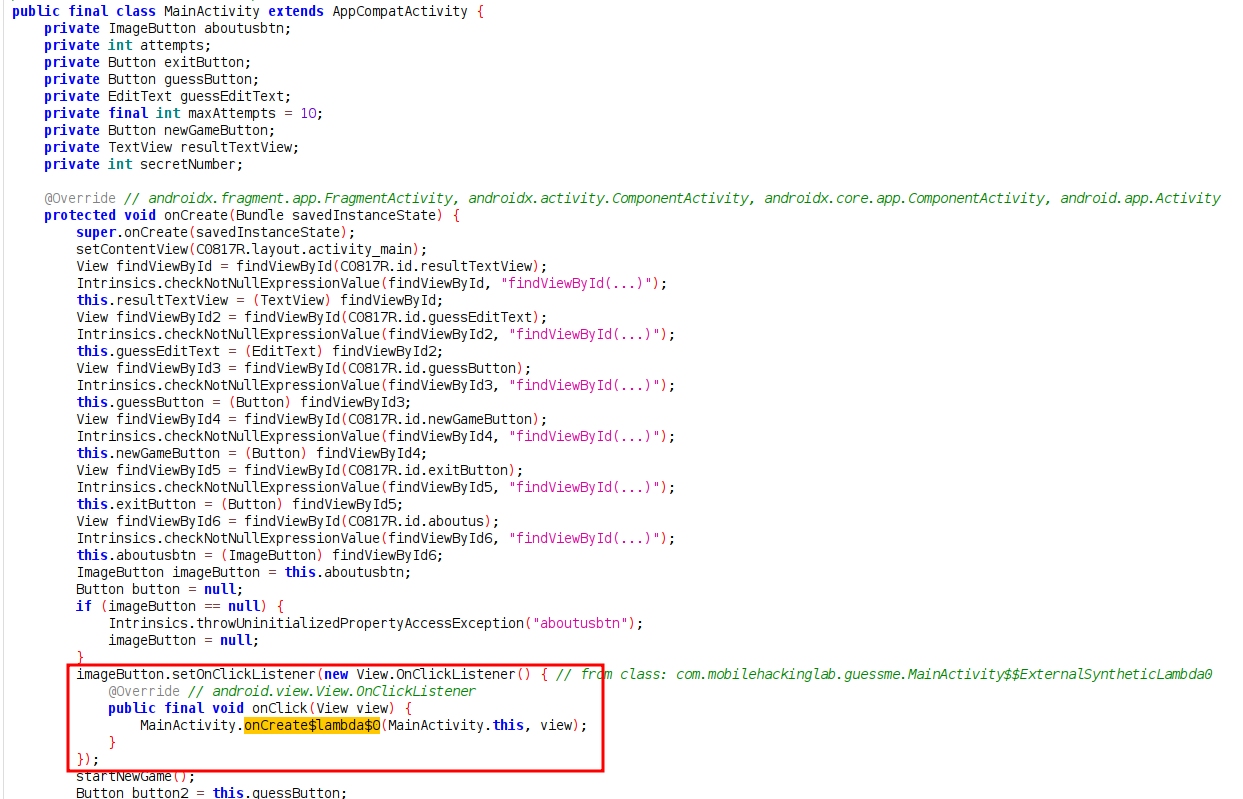 public final class MainActivity extends AppCompatActivity {
    private ImageButton aboutusbtn;
    private int attempts;
    private Button exitButton;
    private Button guessButton;
    private EditText guessEditText;
    private final int maxAttempts = 10;
    private Button newGameButton;
    private TextView resultTextView;
    private int secretNumber;

    @Override // androidx.fragment.app.FragmentActivity, androidx.activity.ComponentActivity, androidx.core.app.ComponentActivity, android.app.Activity
    protected void onCreate(Bundle savedInstanceState) {
        super.onCreate(savedInstanceState);
        setContentView(C0817R.layout.activity_main);
        View findViewById = findViewById(C0817R.id.resultTextView);
        Intrinsics.checkNotNullExpressionValue(findViewById, "findViewById(...)");
        this.resultTextView = (TextView) findViewById;
        View findViewById2 = findViewById(C0817R.id.guessEditText);
        Intrinsics.checkNotNullExpressionValue(findViewById2, "findViewById(...)");
        this.guessEditText = (EditText) findViewById2;
        View findViewById3 = findViewById(C0817R.id.guessButton);
        Intrinsics.checkNotNullExpressionValue(findViewById3, "findViewById(...)");
        this.guessButton = (Button) findViewById3;
        View findViewById4 = findViewById(C0817R.id.newGameButton);
        Intrinsics.checkNotNullExpressionValue(findViewById4, "findViewById(...)");
        this.newGameButton = (Button) findViewById4;
        View findViewById5 = findViewById(C0817R.id.exitButton);
        Intrinsics.checkNotNullExpressionValue(findViewById5, "findViewById(...)");
        this.exitButton = (Button) findViewById5;
        View findViewById6 = findViewById(C0817R.id.aboutus);
        Intrinsics.checkNotNullExpressionValue(findViewById6, "findViewById(...)");
        this.aboutusbtn = (ImageButton) findViewById6;
        ImageButton imageButton = this.aboutusbtn;
        Button button = null;
        if (imageButton == null) {
            Intrinsics.throwUninitializedPropertyAccessException("aboutusbtn");
            imageButton = null;
        }
        imageButton.setOnClickListener(new View.OnClickListener() { // from class: com.mobilehackinglab.guessme.MainActivity$$ExternalSyntheticLambda0
            @Override // android.view.View.OnClickListener
            public final void onClick(View view) {
                MainActivity.onCreate$lambda$0(MainActivity.this, view);
            }
        });
        startNewGame();
        Button button2 = this.guessButton;